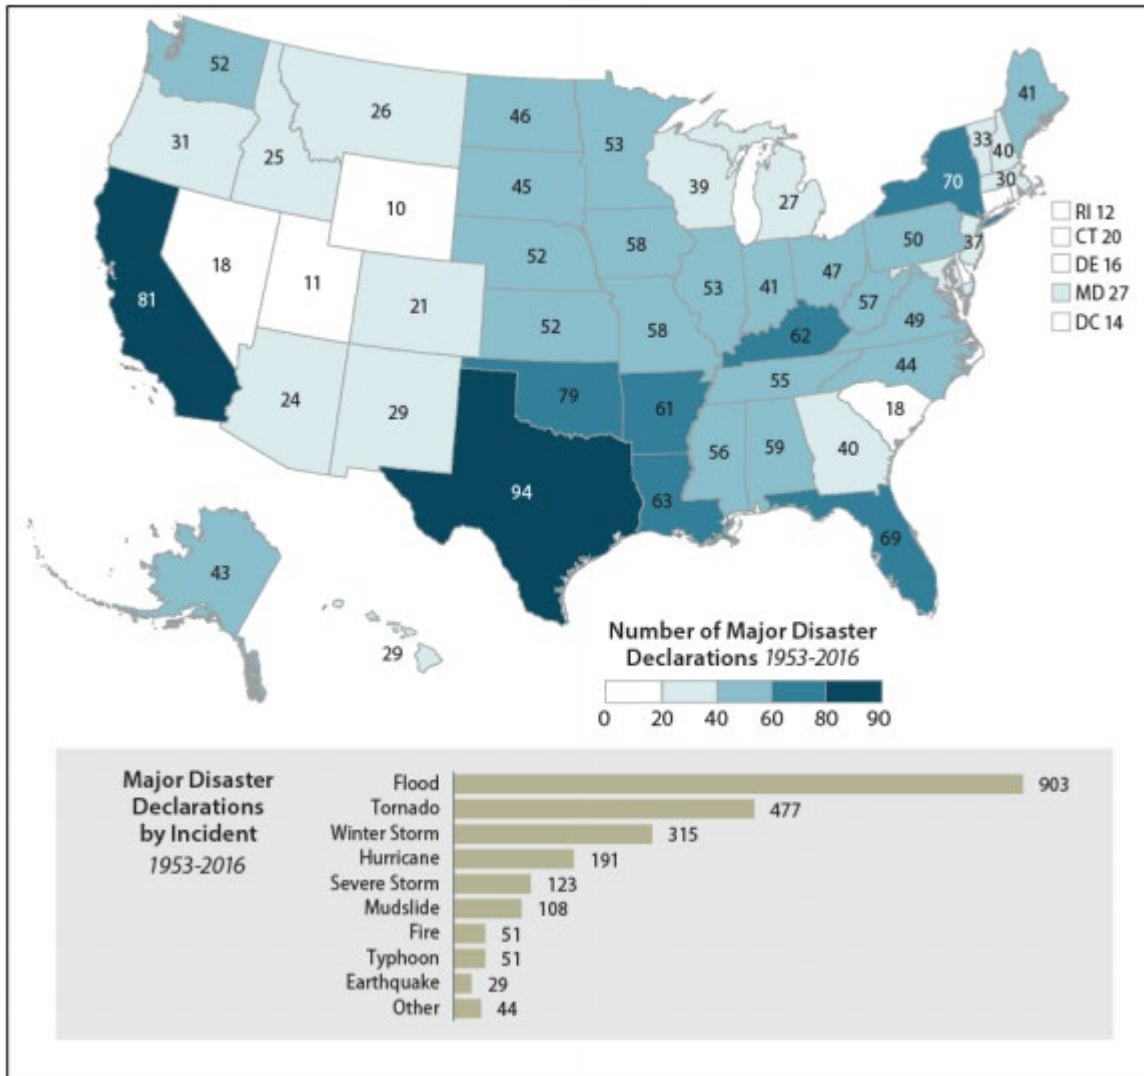 52
26
46
53
41
31
25
33
40
10
45
39
27
70
30
RI 12
CT 20
DE 16
MD 27
DC 14
18
11
52
58
50
37
81
21
53
41
47
57
49
52
58
62
44
24
29
79
61
55
18
56
59
40
94
63
69
43
29
Number of Major Disaster
Declarations 1953-2016
0 20 40 60 80 90
Major Disaster
Declarations
by Incident
1953-2016
Flood 903
Tornado 477
Winter Storm 315
Hurricane 191
Severe Storm 123
Mudslide 108
Fire 51
Typhoon 51
Earthquake 29
Other 44